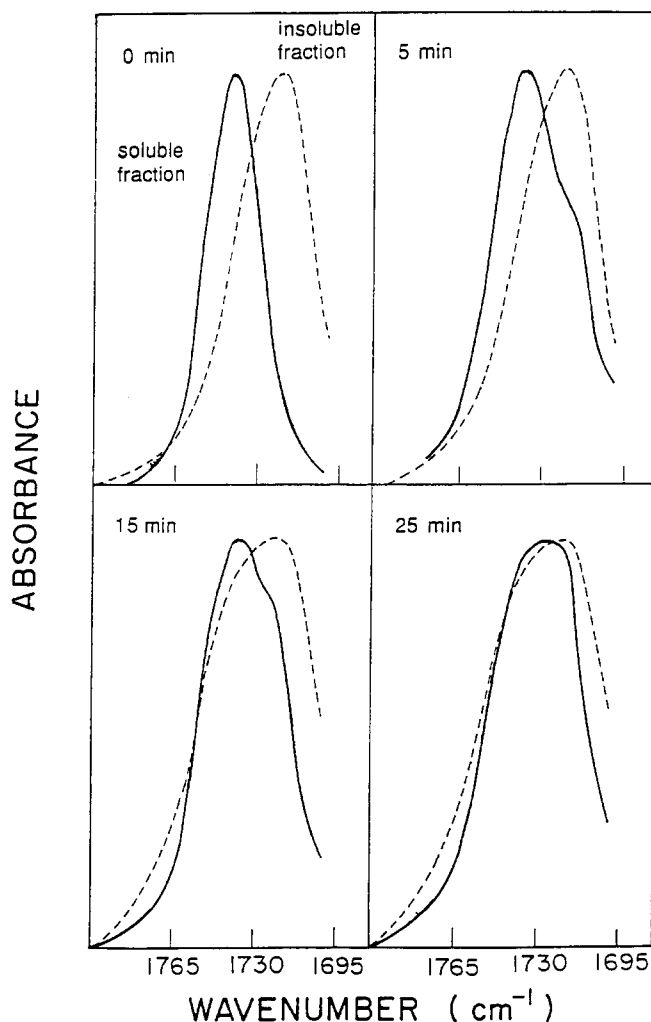 0 min
insoluble
fraction
soluble
fraction
5 min
15 min
25 min
ABSORBANCE
1765 1730 1695 1765 1730 1695
WAVENUMBER (cm⁻¹)